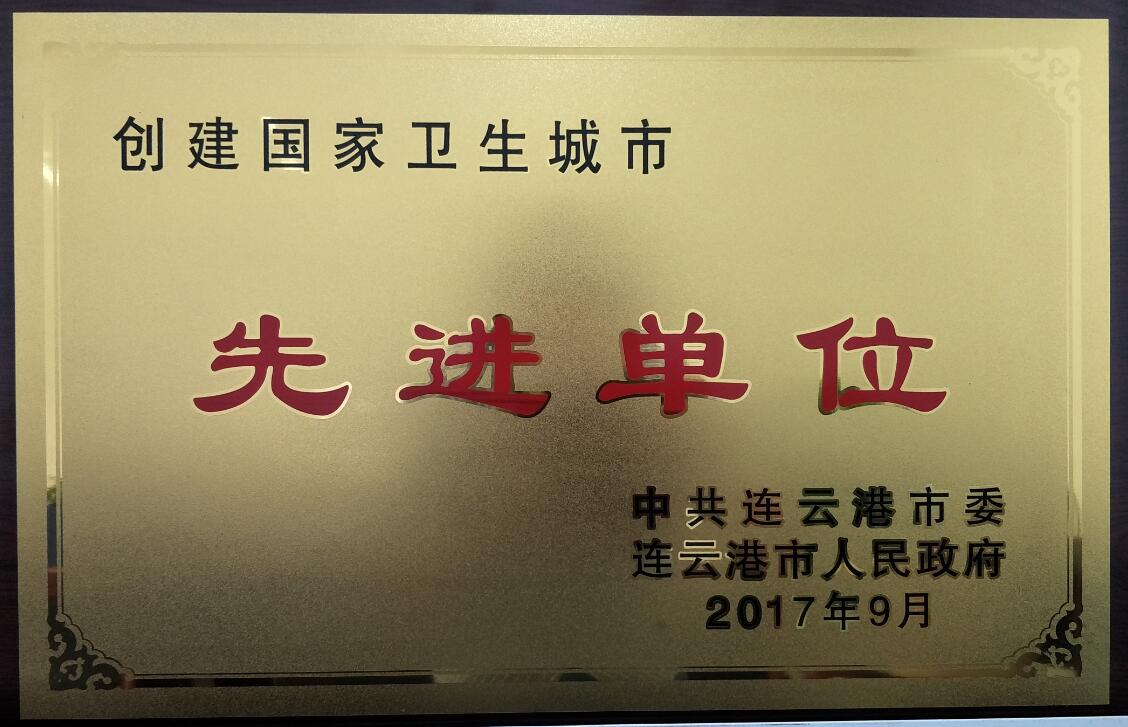 创建国家卫生城市
先进单位
中共连云港市委
连云港市人民政府
2017年9月